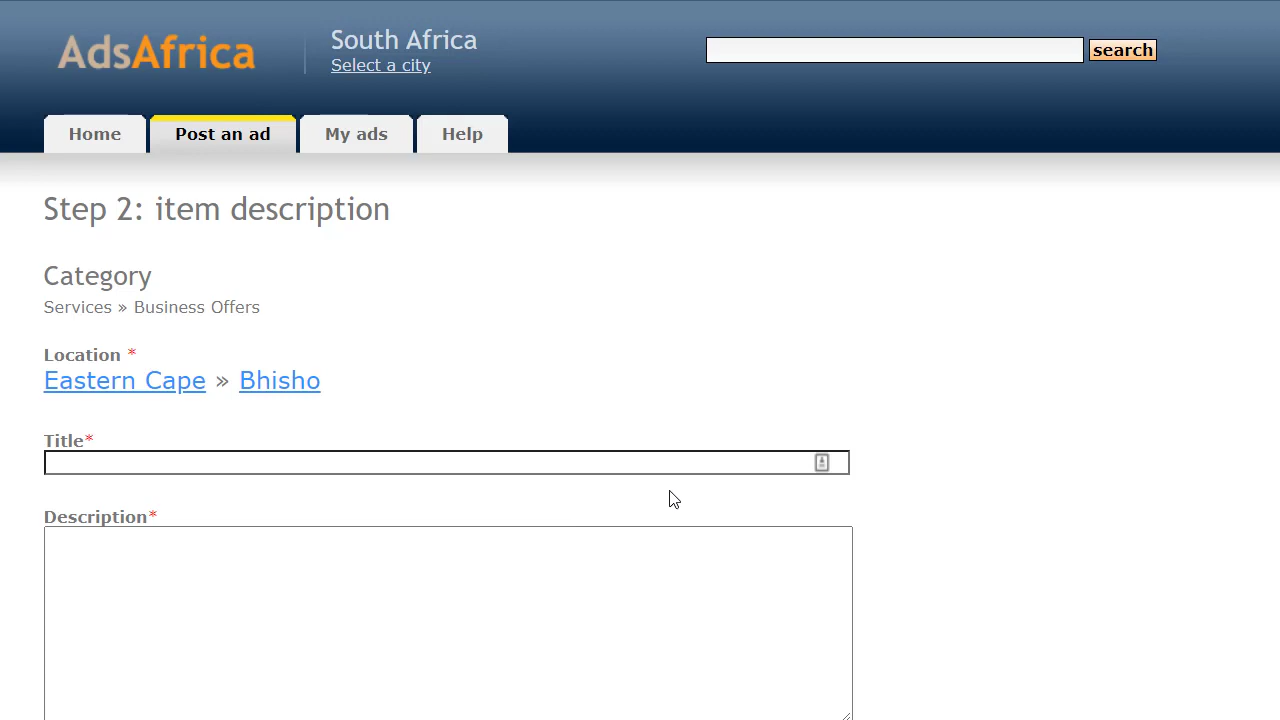 AdsAfrica
South Africa
Select a city
search
Home
Post an ad
My ads
Help
Step 2: item description
Category
Services » Business Offers
Location *
Eastern Cape » Bhisho
Title*
Description*